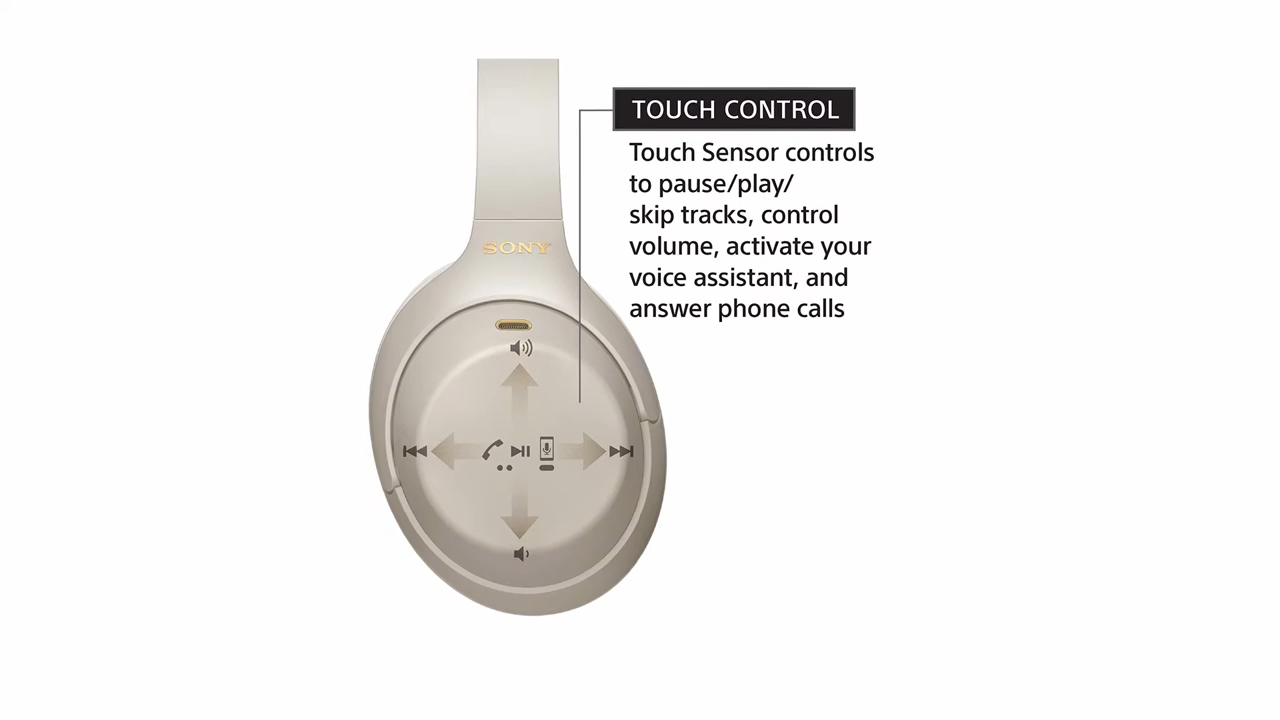 TOUCH CONTROL
Touch Sensor controls
to pause/play/
skip tracks, control
volume, activate your
voice assistant, and
answer phone calls
SONY